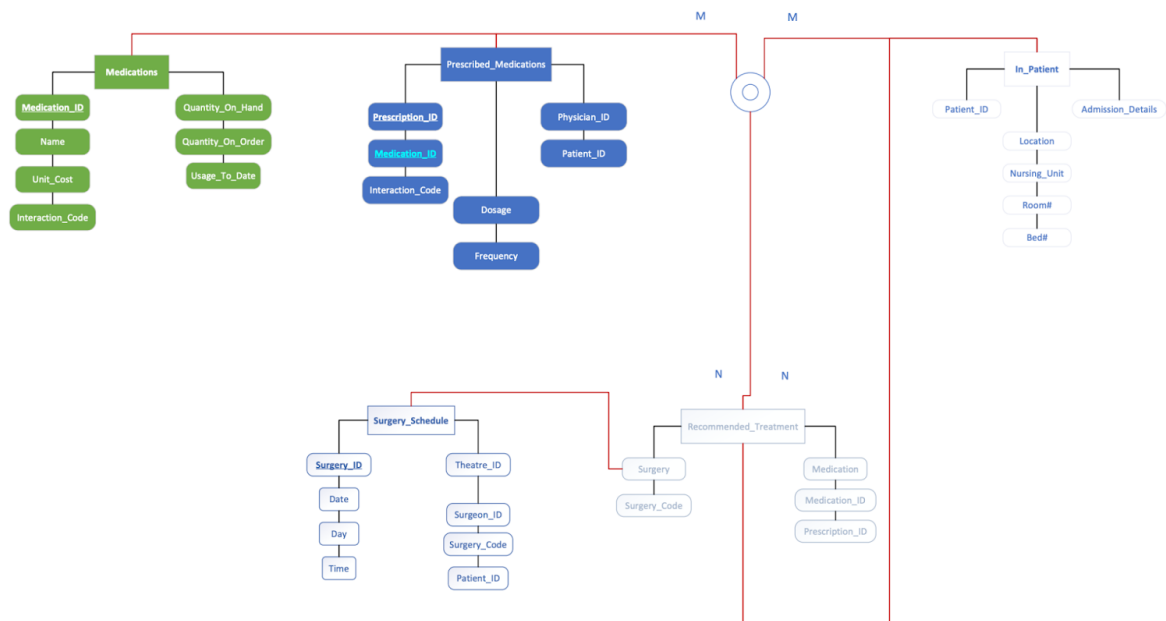 M
M
Medications
Medication_ID
Name
Unit_Cost
Interaction_Code
Quantity_On_Hand
Quantity_On_Order
Usage_To_Date
Prescribed_Medications
Prescription_ID
Medication_ID
Interaction_Code
Dosage
Frequency
Physician_ID
Patient_ID
In_Patient
Patient_ID
Location
Nursing_Unit
Room#
Bed#
Admission_Details
N
N
Surgery_Schedule
Surgery_ID
Date
Day
Time
Theatre_ID
Surgeon_ID
Surgery_Code
Patient_ID
Recommended_Treatment
Surgery
Surgery_Code
Medication
Medication_ID
Prescription_ID